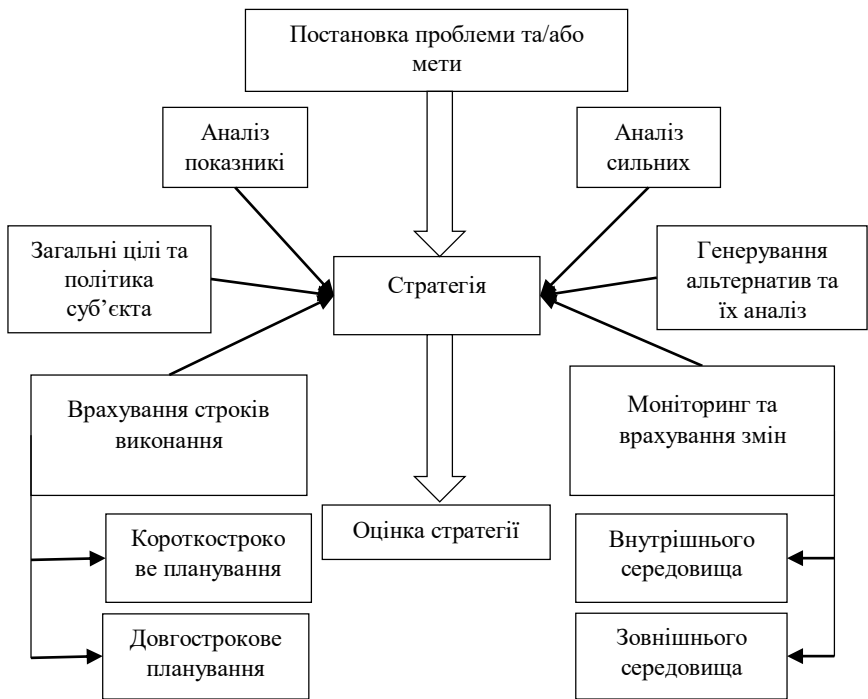 Постановка проблеми та/або
мети
Аналіз
показникі
Аналіз
сильних
Загальні цілі та
політика
суб’єкта
Стратегія
Генерування
альтернатив та
їх аналіз
Врахування строків
виконання
Моніторинг та
врахування змін
Оцінка стратегії
Короткостроко
ве планування
Внутрішнього
середовища
Довгострокове
планування
Зовнішнього
середовища